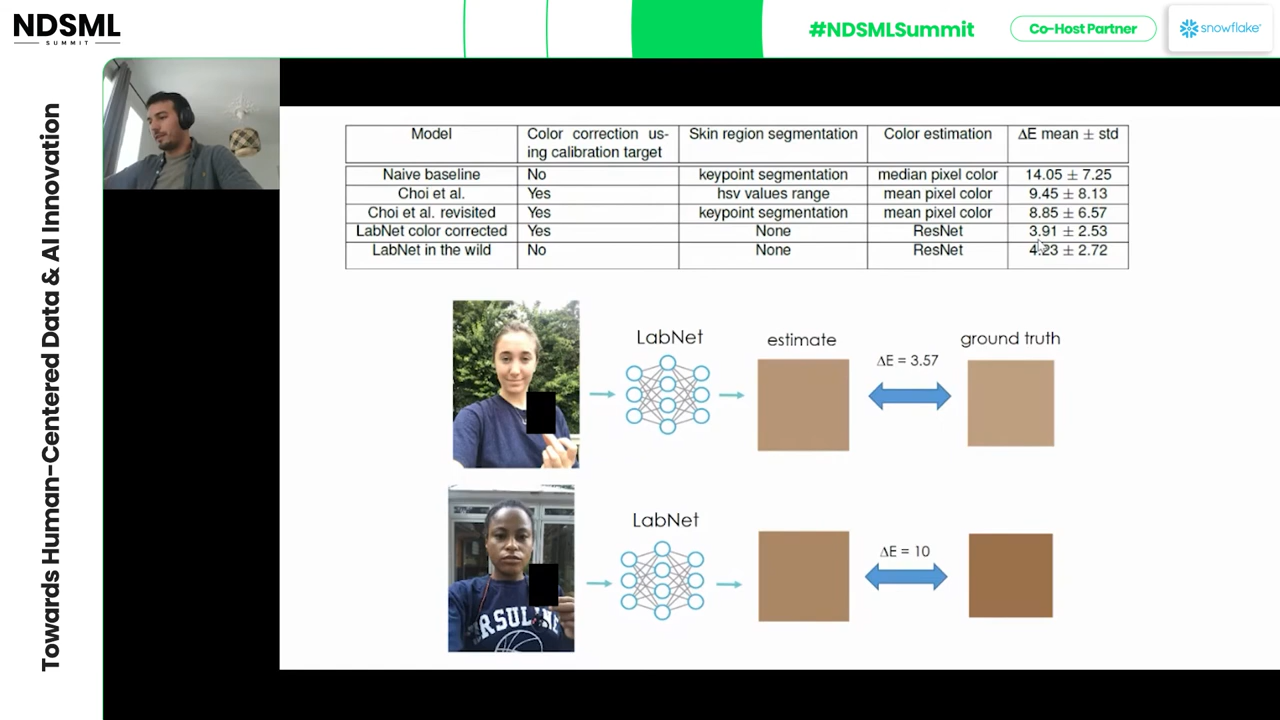 NDSML
SUMMIT
#NDSMLSummit
Co-Host Partner
snowflake
Towards Human-Centered Data & AI Innovation
Model Color correction us- Skin region segmentation Color estimation ΔE mean ± std
ing calibration target
Naive baseline No keypoint segmentation median pixel color 14.05 ± 7.25
Choi et al. Yes hsv values range mean pixel color 9.45 ± 8.13
Choi et al. revisited Yes keypoint segmentation mean pixel color 8.85 ± 6.57
LabNet color corrected Yes None ResNet 3.91 ± 2.53
LabNet in the wild No None ResNet 4.23 ± 2.72
LabNet estimate ground truth
ΔE = 3.57
LabNet
ΔE = 10
RSULINE